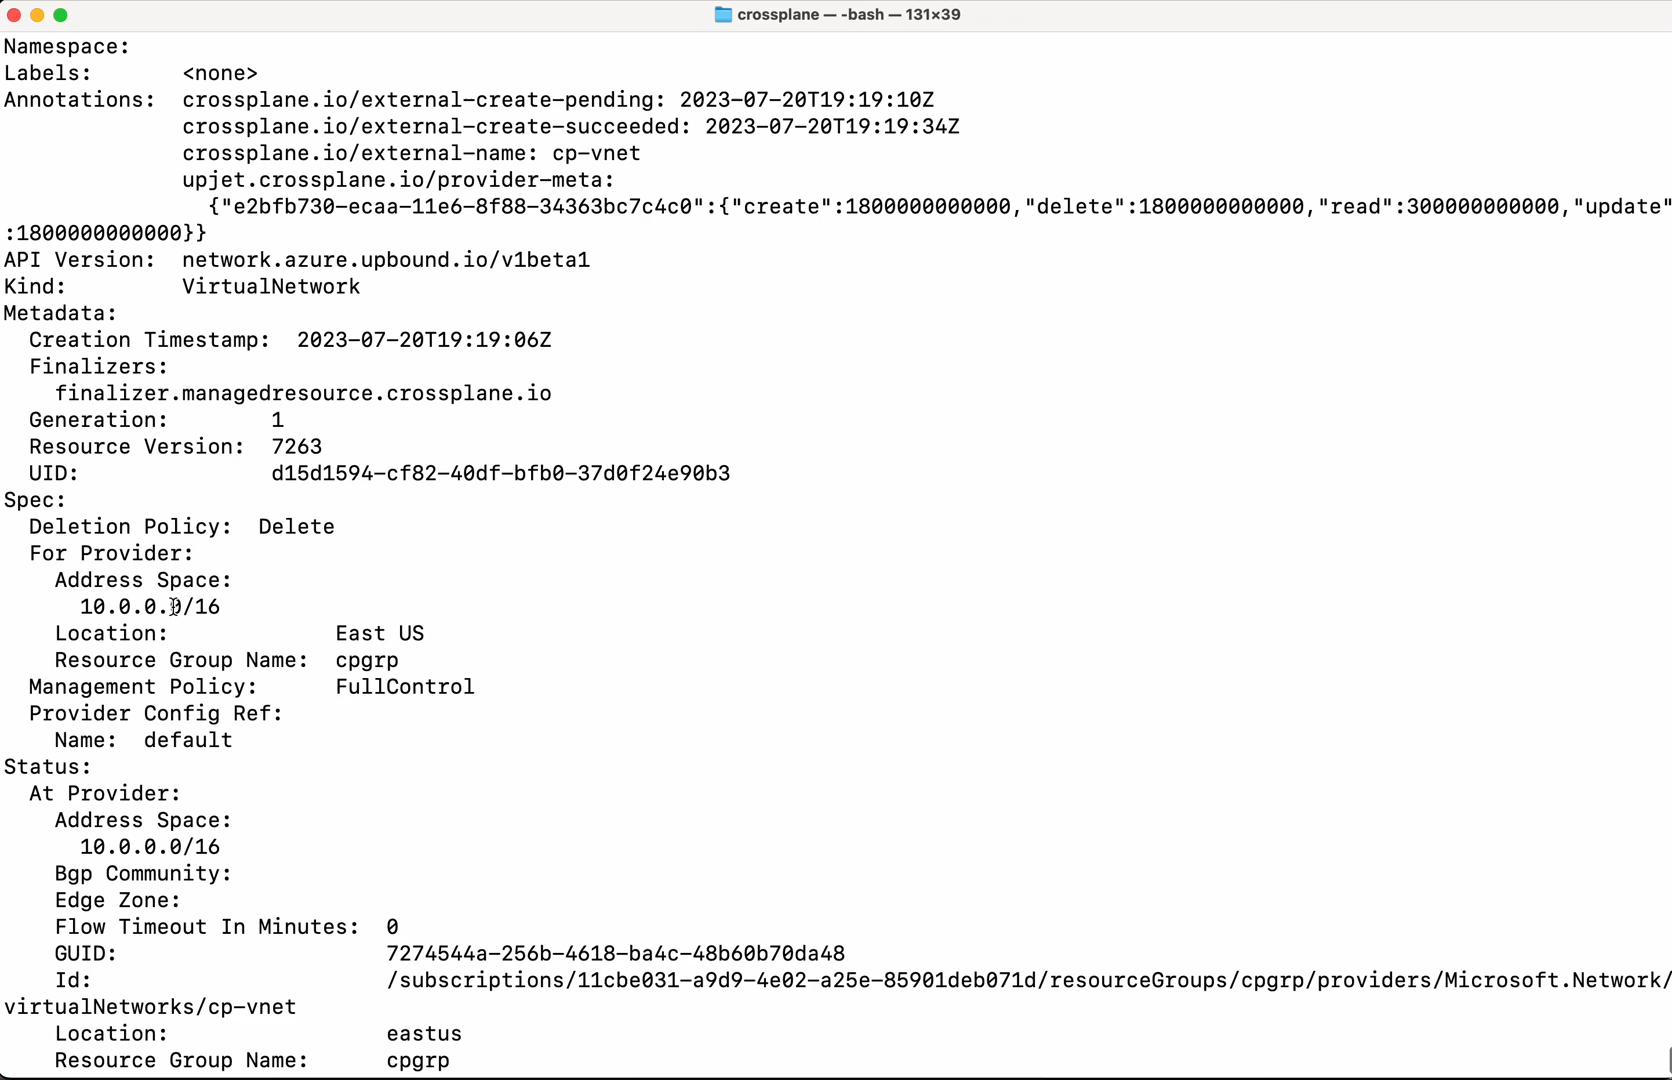 crossplane — -bash — 131×39
Namespace:
Labels:       <none>
Annotations:  crossplane.io/external-create-pending: 2023-07-20T19:19:10Z
              crossplane.io/external-create-succeeded: 2023-07-20T19:19:34Z
              crossplane.io/external-name: cp-vnet
              upjet.crossplane.io/provider-meta:
                {"e2bfb730-ecaa-11e6-8f88-34363bc7c4c0":{"create":1800000000000,"delete":1800000000000,"read":300000000000,"update"
:1800000000000}}
API Version:  network.azure.upbound.io/v1beta1
Kind:         VirtualNetwork
Metadata:
  Creation Timestamp:  2023-07-20T19:19:06Z
  Finalizers:
    finalizer.managedresource.crossplane.io
  Generation:        1
  Resource Version:  7263
  UID:               d15d1594-cf82-40df-bfb0-37d0f24e90b3
Spec:
  Deletion Policy:  Delete
  For Provider:
    Address Space:
      10.0.0.0/16
    Location:             East US
    Resource Group Name:  cpgrp
  Management Policy:      FullControl
  Provider Config Ref:
    Name:  default
Status:
  At Provider:
    Address Space:
      10.0.0.0/16
    Bgp Community:
    Edge Zone:
    Flow Timeout In Minutes:  0
    GUID:                     7274544a-256b-4618-ba4c-48b60b70da48
    Id:                       /subscriptions/11cbe031-a9d9-4e02-a25e-85901deb071d/resourceGroups/cpgrp/providers/Microsoft.Network/
virtualNetworks/cp-vnet
    Location:                 eastus
    Resource Group Name:      cpgrp